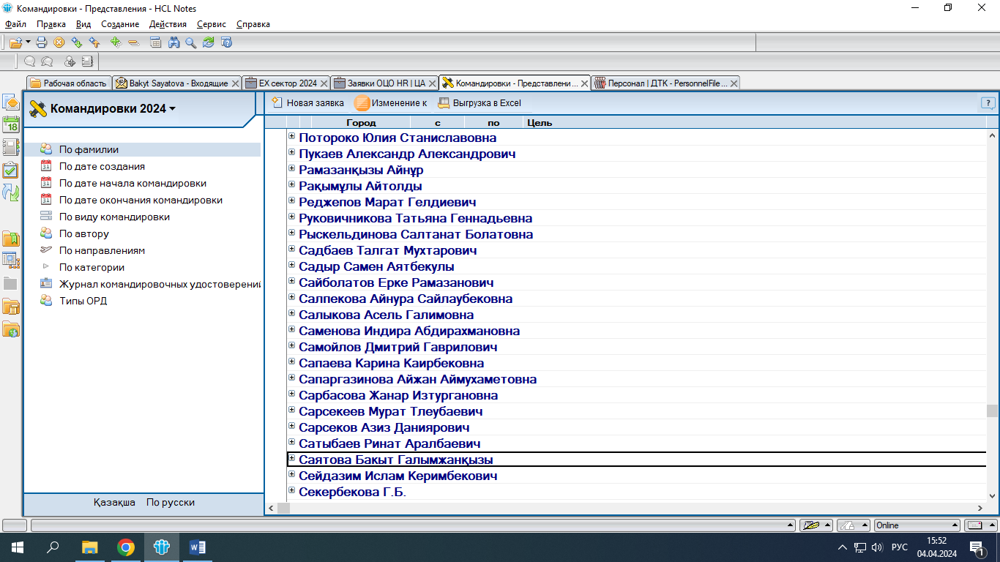 Командировки - Представления - HCL Notes
Файл Правка Вид Создание Действия Сервис Справка
Рабочая область Bakyt Sayatova - Входящие EX сектор 2024 Заявки ОЦО HR | ЦА Командировки - Представлени ... Персонал | ДТК - PersonnelFile ...
Командировки 2024
Новая заявка Изменение к Выгрузка в Excel
Город с по Цель
18
По фамилии
31 По дате создания
31 По дате начала командировки
31 По дате окончания командировки
По виду командировки
По автору
По направлениям
По категории
Журнал командировочных удостоверений
Типы ОРД
Қазақша По русски
Потороко Юлия Станиславовна
Пукаев Александр Александрович
Рамазанқызы Айнұр
Рақымұлы Айтолды
Реджепов Марат Гелдиевич
Руковичникова Татьяна Геннадьевна
Рыскельдинова Салтанат Болатовна
Садбаев Талгат Мухтарович
Садыр Самен Аятбекулы
Сайболатов Ерке Рамазанович
Салпекова Айнура Сайлаубековна
Салыкова Асель Галимовна
Саменова Индира Абдирахмановна
Самойлов Дмитрий Гаврилович
Сапаева Карина Каирбековна
Сапаргазинова Айжан Аймухаметовна
Сарбасова Жанар Изтургановна
Сарсекеев Мурат Тлеубаевич
Сарсеков Азиз Даниярович
Сатыбаев Ринат Аралбаевич
Саятова Бакыт Галымжанқызы
Сейдазим Ислам Керимбекович
Секербекова Г.Б.
Online
РУС 15:52
04.04.2024
1